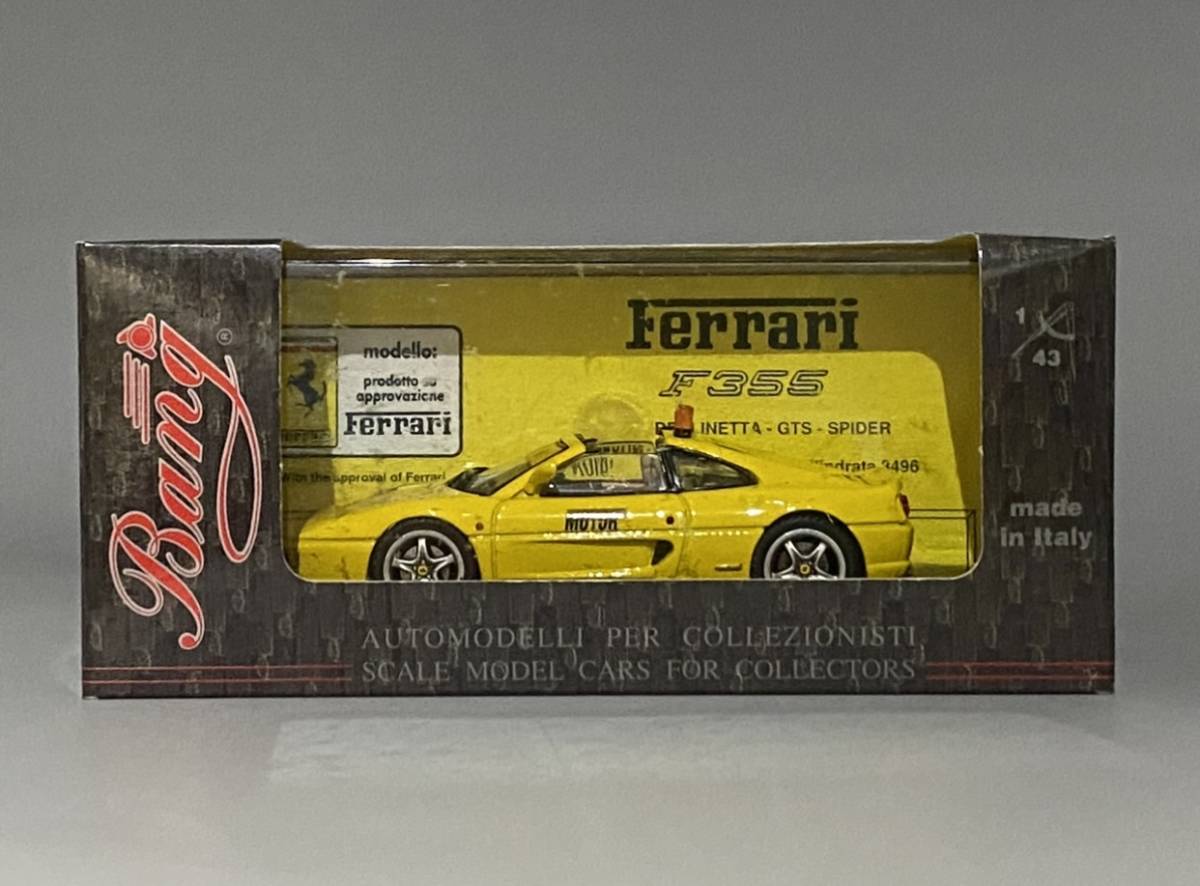 Bang
®
modello:
prodotto su
approvazione
Ferrari
the approval of Ferrari
Ferrari
F355
INETTA - GTS - SPIDER
3496
MOTOR
1
43
made
in Italy
AUTOMODELLI PER COLLEZIONISTI
SCALE MODEL CARS FOR COLLECTORS